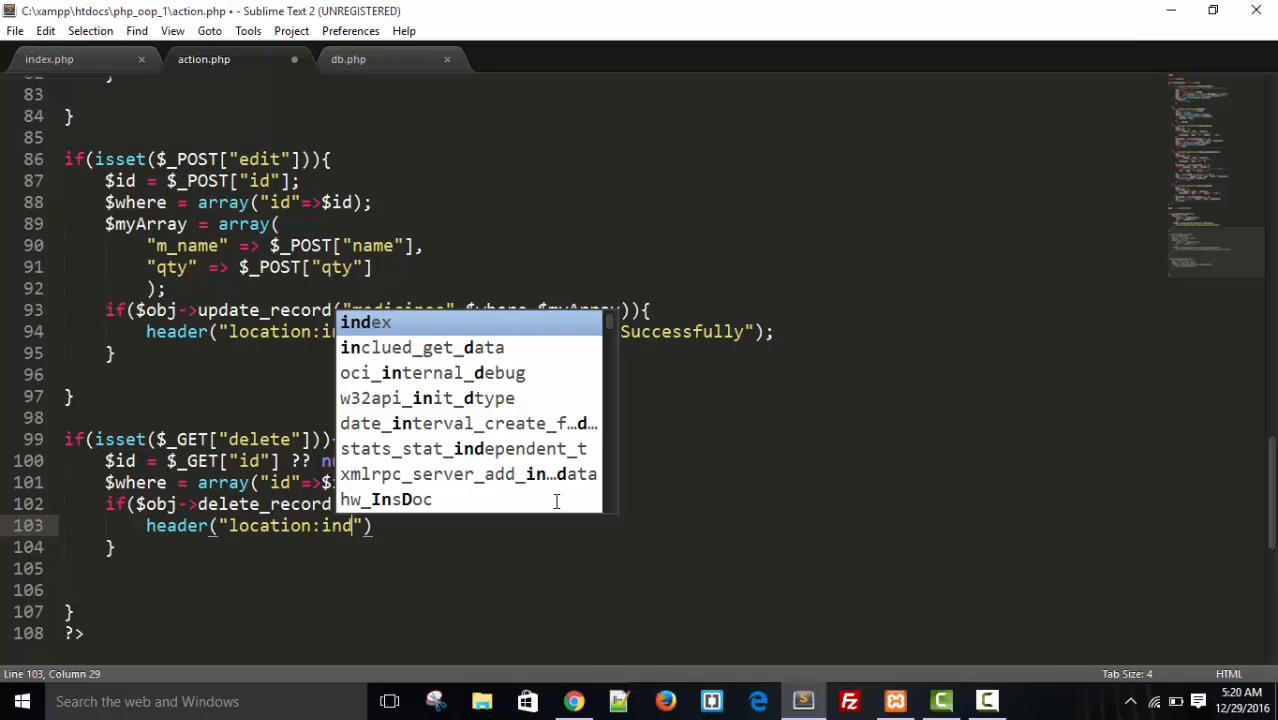 C:\xampp\htdocs\php_oop_1\action.php • - Sublime Text 2 (UNREGISTERED)
File Edit Selection Find View Goto Tools Project Preferences Help
index.php × action.php db.php ×
83
84 }
85
86 if(isset($_POST["edit"])){
87 $id = $_POST["id"];
88 $where = array("id"=>$id);
89 $myArray = array(
90 "m_name" => $_POST["name"],
91 "qty" => $_POST["qty"]
92 );
93 if($obj->update_record("medicines",$where,$myArray)){
94 header("location:in Successfully");
95 }
96
97 }
98
99 if(isset($_GET["delete"])){
100 $id = $_GET["id"] ?? nu
101 $where = array("id"=>$i
102 if($obj->delete_record
103 header("location:ind")
104 }
105
106
107 }
108 ?>
index
inclued_get_data
oci_internal_debug
w32api_init_dtype
date_interval_create_f…d…
stats_stat_independent_t
xmlrpc_server_add_in…data
hw_InsDoc
Line 103, Column 29 Tab Size: 4 HTML
Search the web and Windows
5:20 AM
12/29/2016